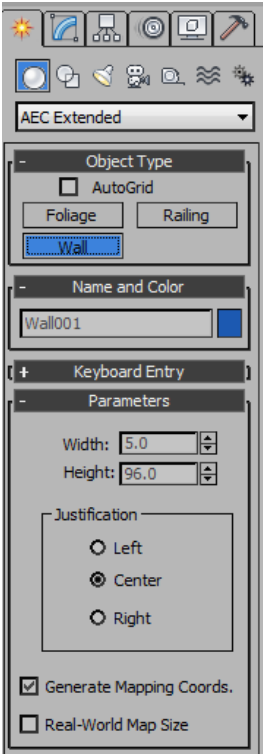 AEC Extended
- Object Type
AutoGrid
Foliage Railing
Wall
- Name and Color
Wall001
+ Keyboard Entry
- Parameters
Width: 5.0
Height: 96.0
Justification
Left
Center
Right
Generate Mapping Coords.
Real-World Map Size